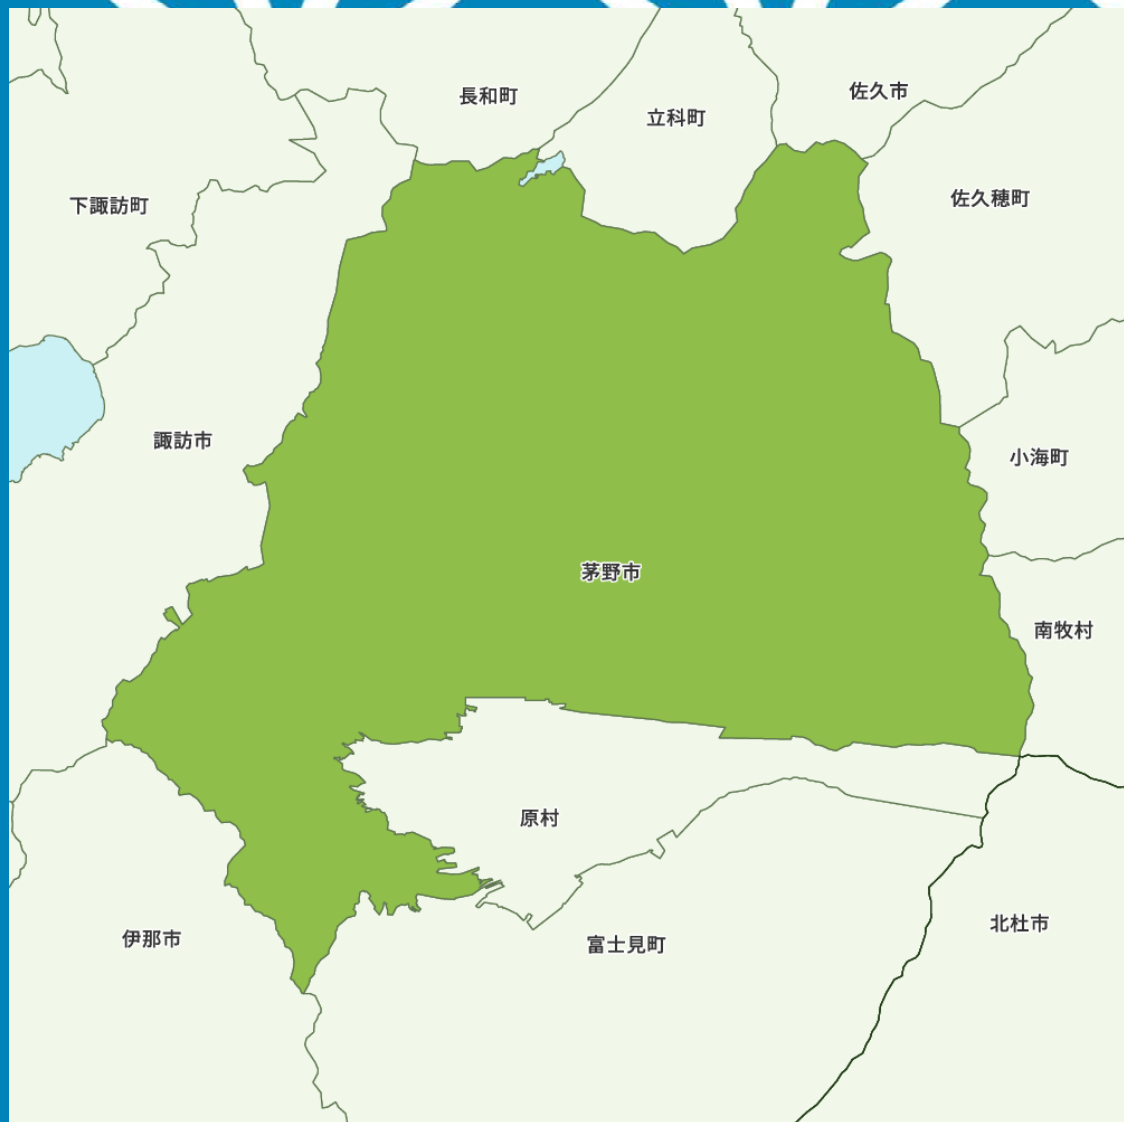 長和町
佐久市
立科町
佐久穂町
下諏訪町
諏訪市
小海町
茅野市
南牧村
原村
北杜市
伊那市
富士見町